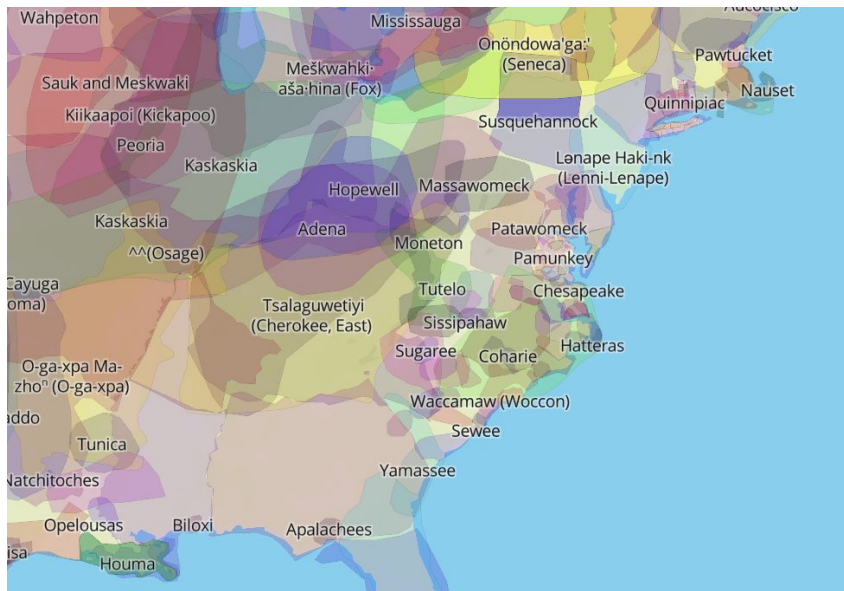 Aucocisco
Wahpeton
Mississauga
Onöndowa'ga:'
(Seneca)
Pawtucket
Meškwahki·
aša·hina (Fox)
Sauk and Meskwaki
Nauset
Quinnipiac
Kiikaapoi (Kickapoo)
Susquehannock
Peoria
Kaskaskia
Lənape Haki-nk
(Lenni-Lenape)
Hopewell
Massawomeck
Kaskaskia
Adena
Patawomeck
Moneton
^^(Osage)
Pamunkey
Cayuga
oma)
Tutelo
Chesapeake
Tsalaguwetiyi
(Cherokee, East)
Sissipahaw
Hatteras
Sugaree
Coharie
O-ga-xpa Ma-
zhoⁿ (O-ga-xpa)
Waccamaw (Woccon)
addo
Sewee
Tunica
Yamassee
Natchitoches
Opelousas
Biloxi
Apalachees
isa
Houma